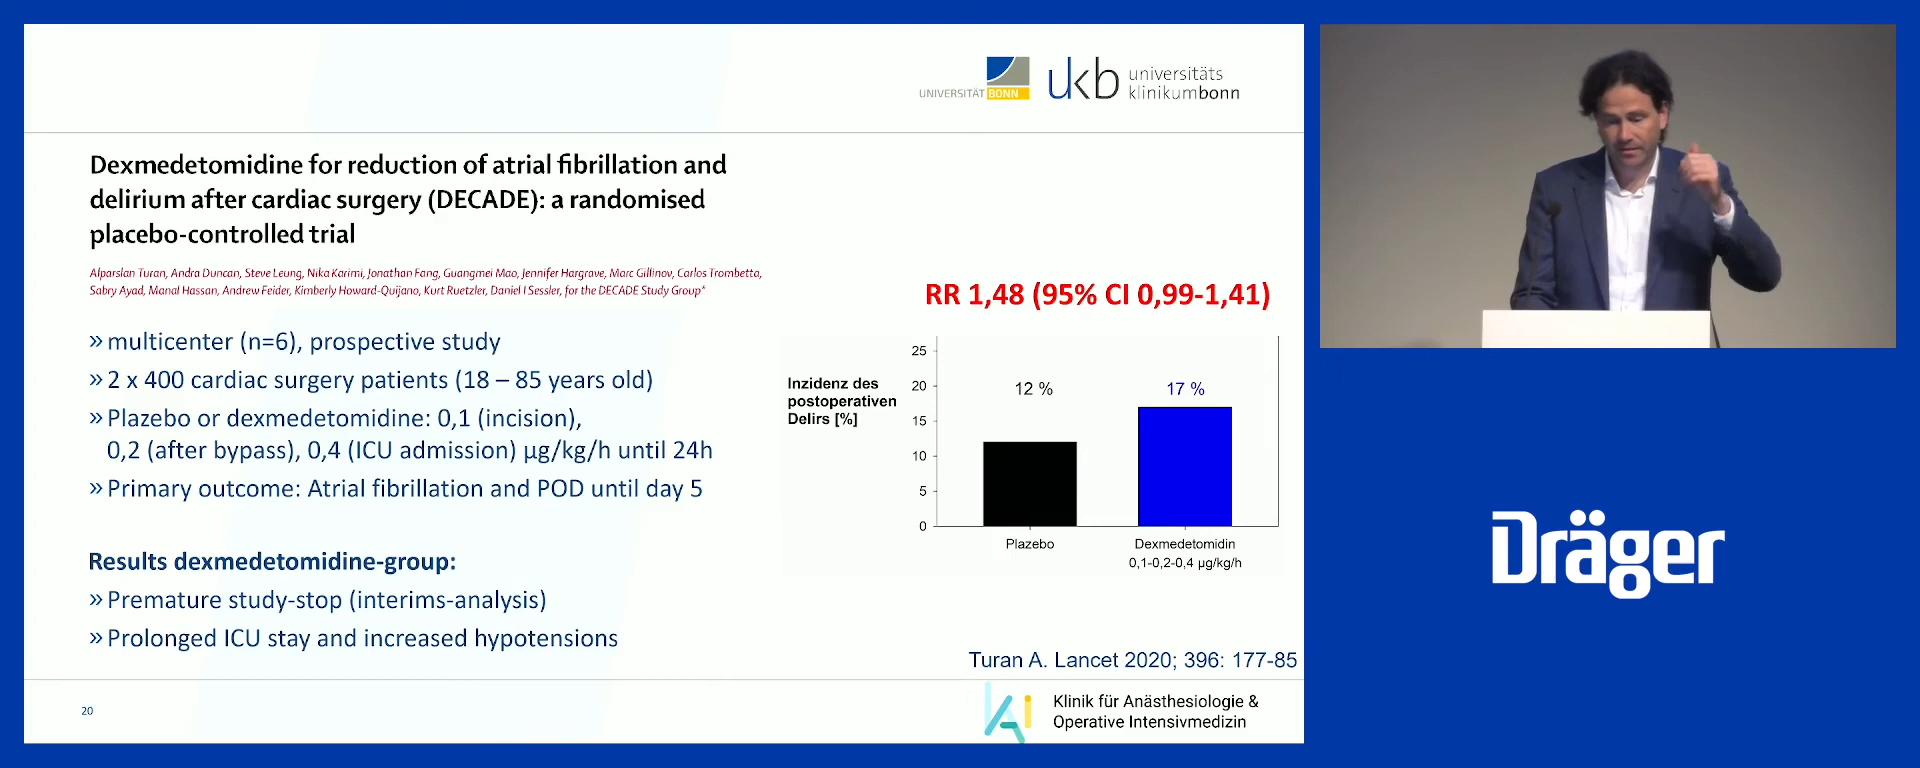 UNIVERSITÄT BONN
ukb universitäts
klinikumbonn
Dexmedetomidine for reduction of atrial fibrillation and
delirium after cardiac surgery (DECADE): a randomised
placebo-controlled trial
Alparslan Turan, Andra Duncan, Steve Leung, Nika Karimi, Jonathan Fang, Guangmei Mao, Jennifer Hargrave, Marc Gillinov, Carlos Trombetta,
Sabry Ayad, Manal Hassan, Andrew Feider, Kimberly Howard-Quijano, Kurt Ruetzler, Daniel I Sessler, for the DECADE Study Group*
» multicenter (n=6), prospective study
» 2 x 400 cardiac surgery patients (18 – 85 years old)
» Plazebo or dexmedetomidine: 0,1 (incision),
0,2 (after bypass), 0,4 (ICU admission) µg/kg/h until 24h
» Primary outcome: Atrial fibrillation and POD until day 5
Results dexmedetomidine-group:
» Premature study-stop (interims-analysis)
» Prolonged ICU stay and increased hypotensions
RR 1,48 (95% CI 0,99-1,41)
Inzidenz des
postoperativen
Delirs [%]
25
20
15
10
5
0
12 %
17 %
Plazebo
Dexmedetomidin
0,1-0,2-0,4 µg/kg/h
Turan A. Lancet 2020; 396: 177-85
20
KAi
Klinik für Anästhesiologie &
Operative Intensivmedizin
Dräger